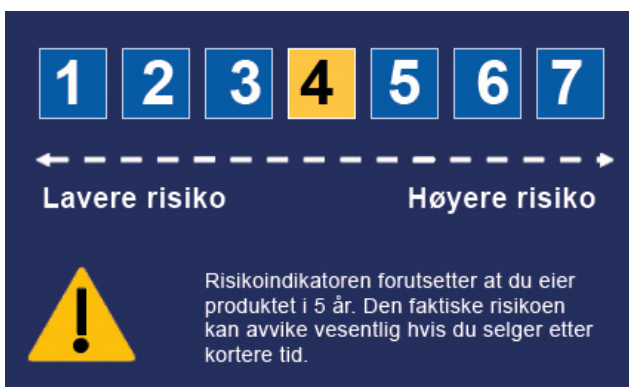 1 2 3 4 5 6 7
Lavere risiko Høyere risiko
Risikoindikatoren forutsetter at du eier
produktet i 5 år. Den faktiske risikoen
kan avvike vesentlig hvis du selger etter
kortere tid.